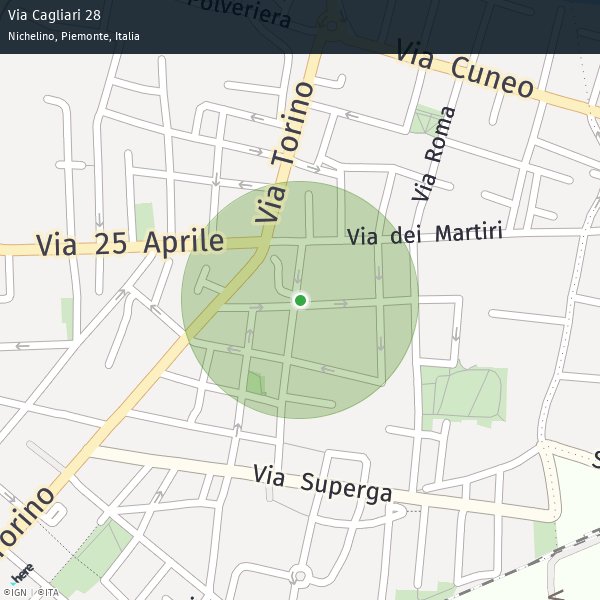 Via Cagliari 28
Nichelino, Piemonte, Italia
Polveriera
Via Cuneo
Via Torino
Via Roma
Via 25 Aprile
Via dei Martiri
Via Superga
S
Torino
here
©IGN | ©ITA